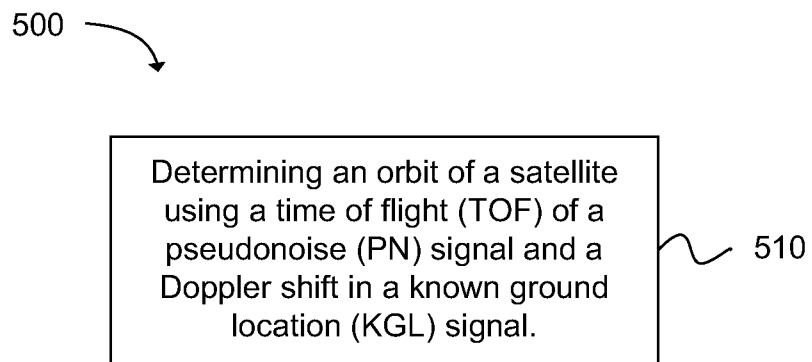 500
Determining an orbit of a satellite
using a time of flight (TOF) of a
pseudonoise (PN) signal and a
Doppler shift in a known ground
location (KGL) signal.
510